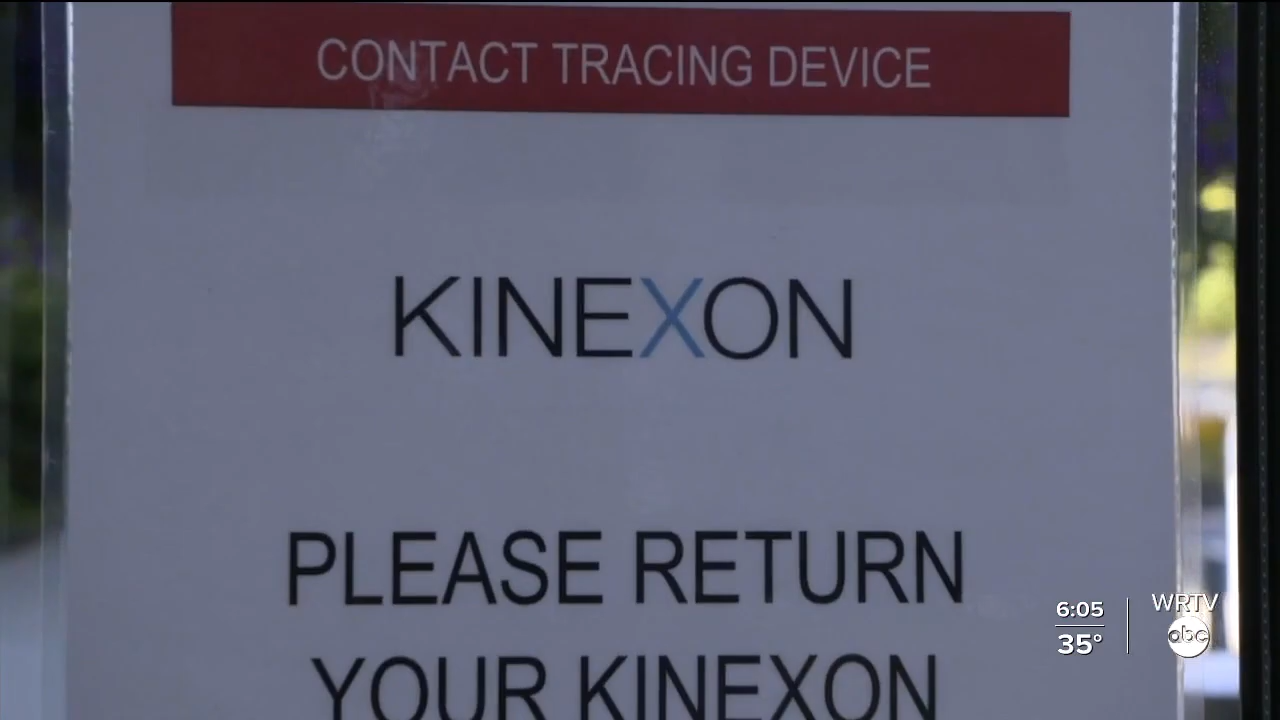 CONTACT TRACING DEVICE
KINEXON
PLEASE RETURN
YOUR KINEXON
6:05
35°
WRTV
abc